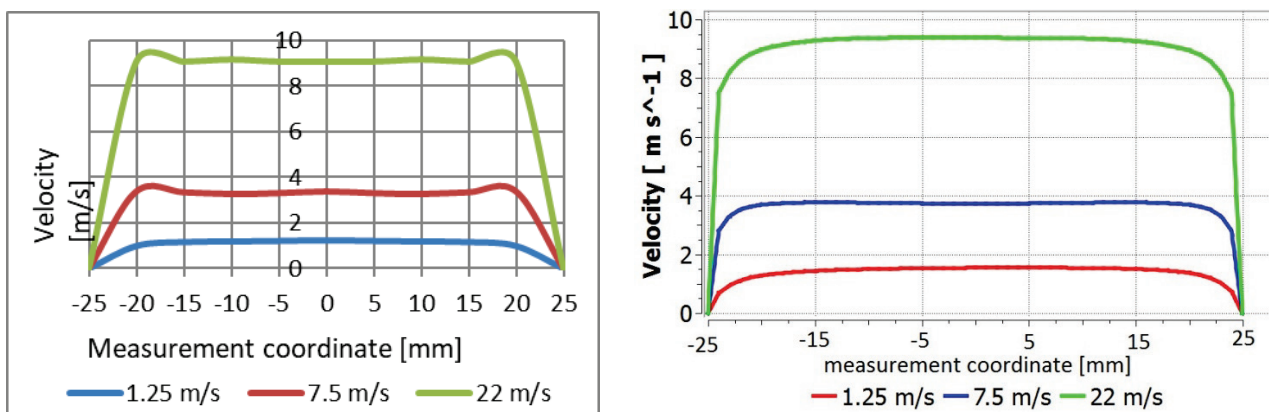 10
8
6
4
2
0
Velocity
[m/s]
-25 -20 -15 -10 -5 0 5 10 15 20 25
Measurement coordinate [mm]
1.25 m/s 7.5 m/s 22 m/s
10
8
6
4
2
0
Velocity [ m s^-1 ]
-25 -15 -5 5 15 25
measurement coordinate [mm]
1.25 m/s 7.5 m/s 22 m/s